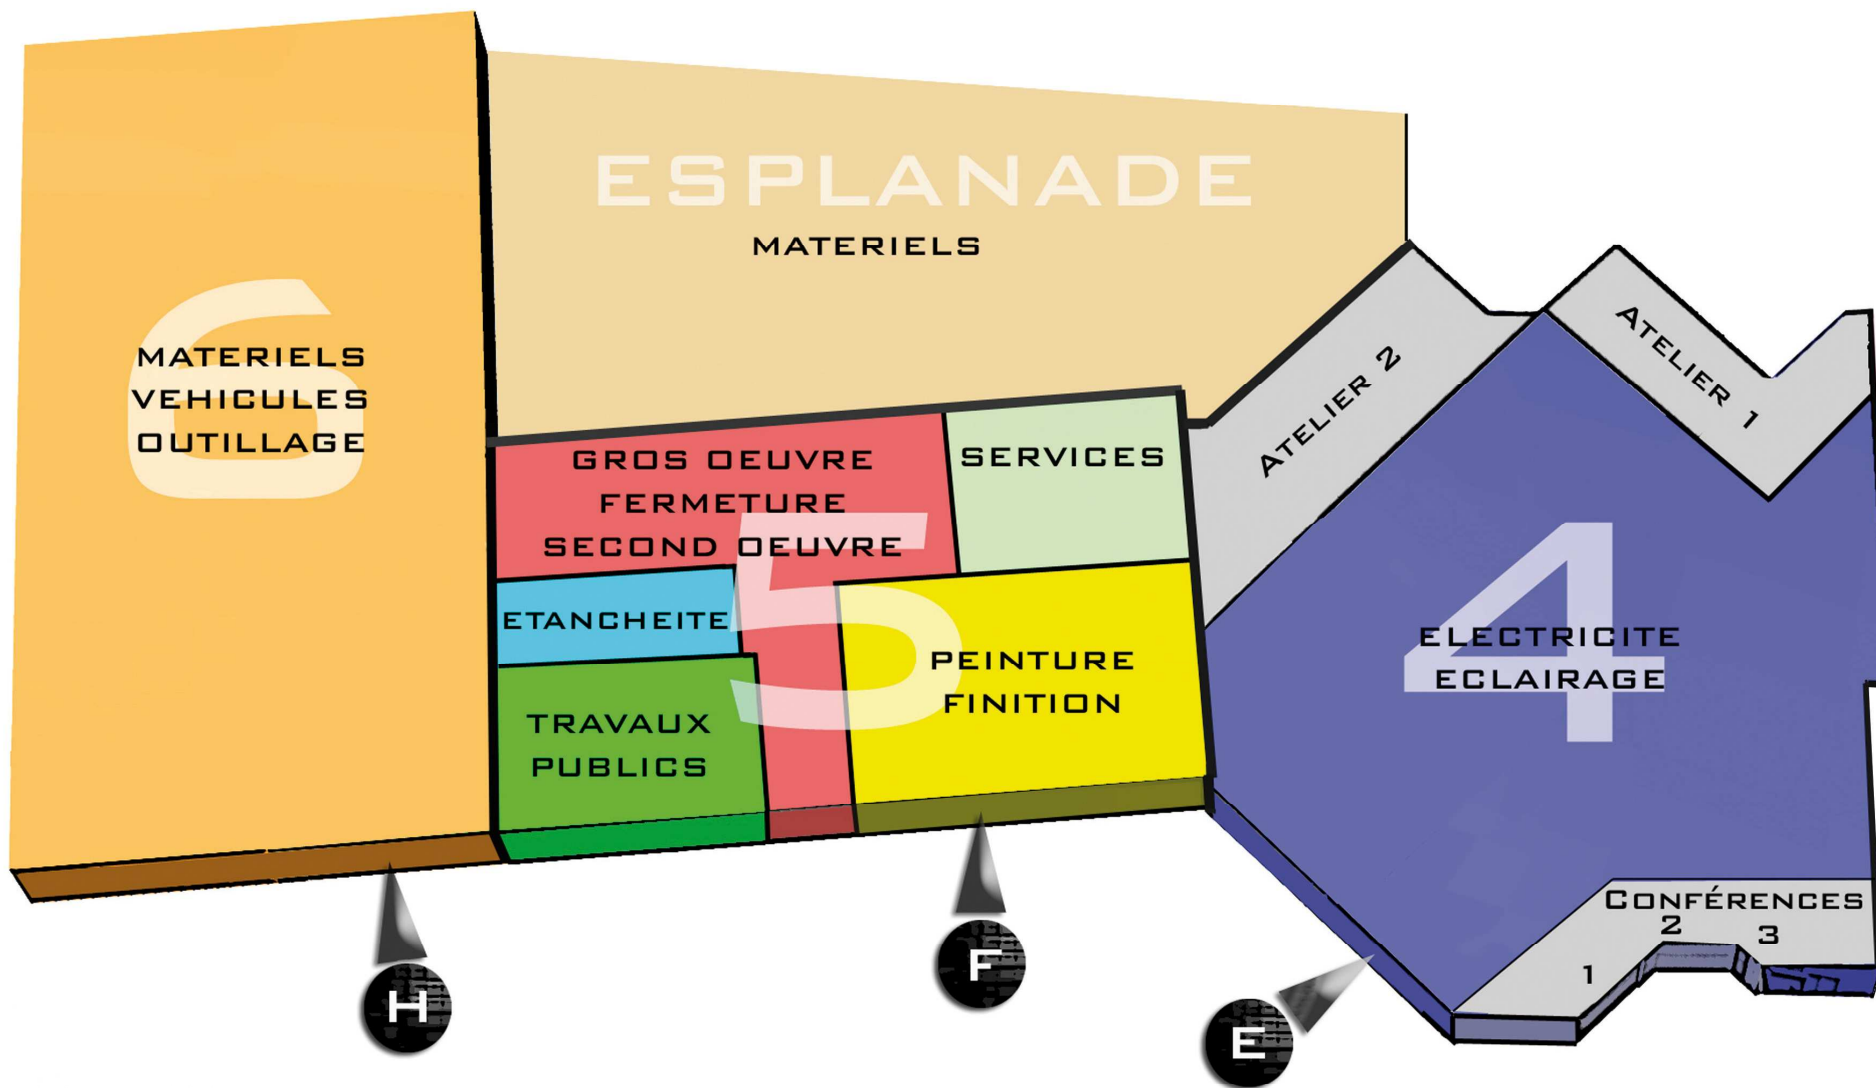 ESPLANADE
MATERIELS
6
MATERIELS
VEHICULES
OUTILLAGE
GROS OEUVRE
FERMETURE
SECOND OEUVRE
SERVICES
5
ETANCHEITE
TRAVAUX
PUBLICS
PEINTURE
FINITION
ATELIER 2
ATELIER 1
4
ELECTRICITE
ECLAIRAGE
CONFÉRENCES
2
3
1
H
F
E